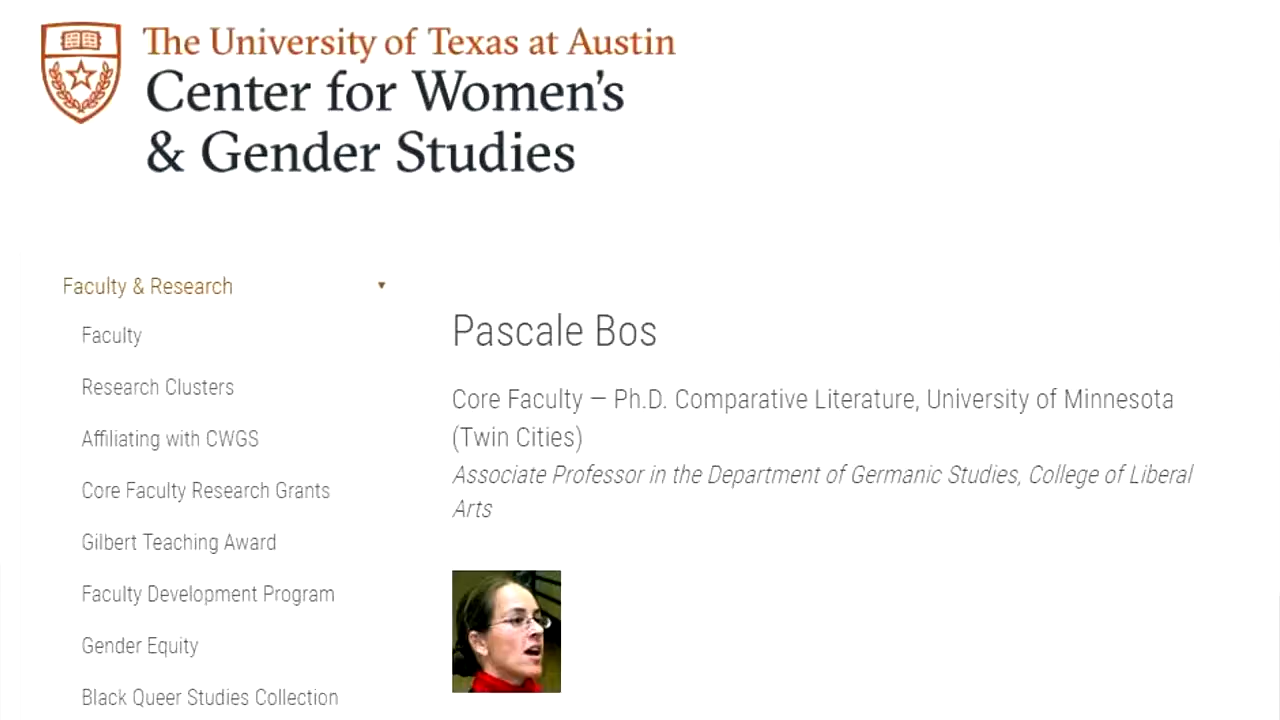 The University of Texas at Austin
Center for Women's
& Gender Studies
Faculty & Research
Faculty
Research Clusters
Affiliating with CWGS
Core Faculty Research Grants
Gilbert Teaching Award
Faculty Development Program
Gender Equity
Black Queer Studies Collection
Pascale Bos
Core Faculty — Ph.D. Comparative Literature, University of Minnesota
(Twin Cities)
Associate Professor in the Department of Germanic Studies, College of Liberal
Arts